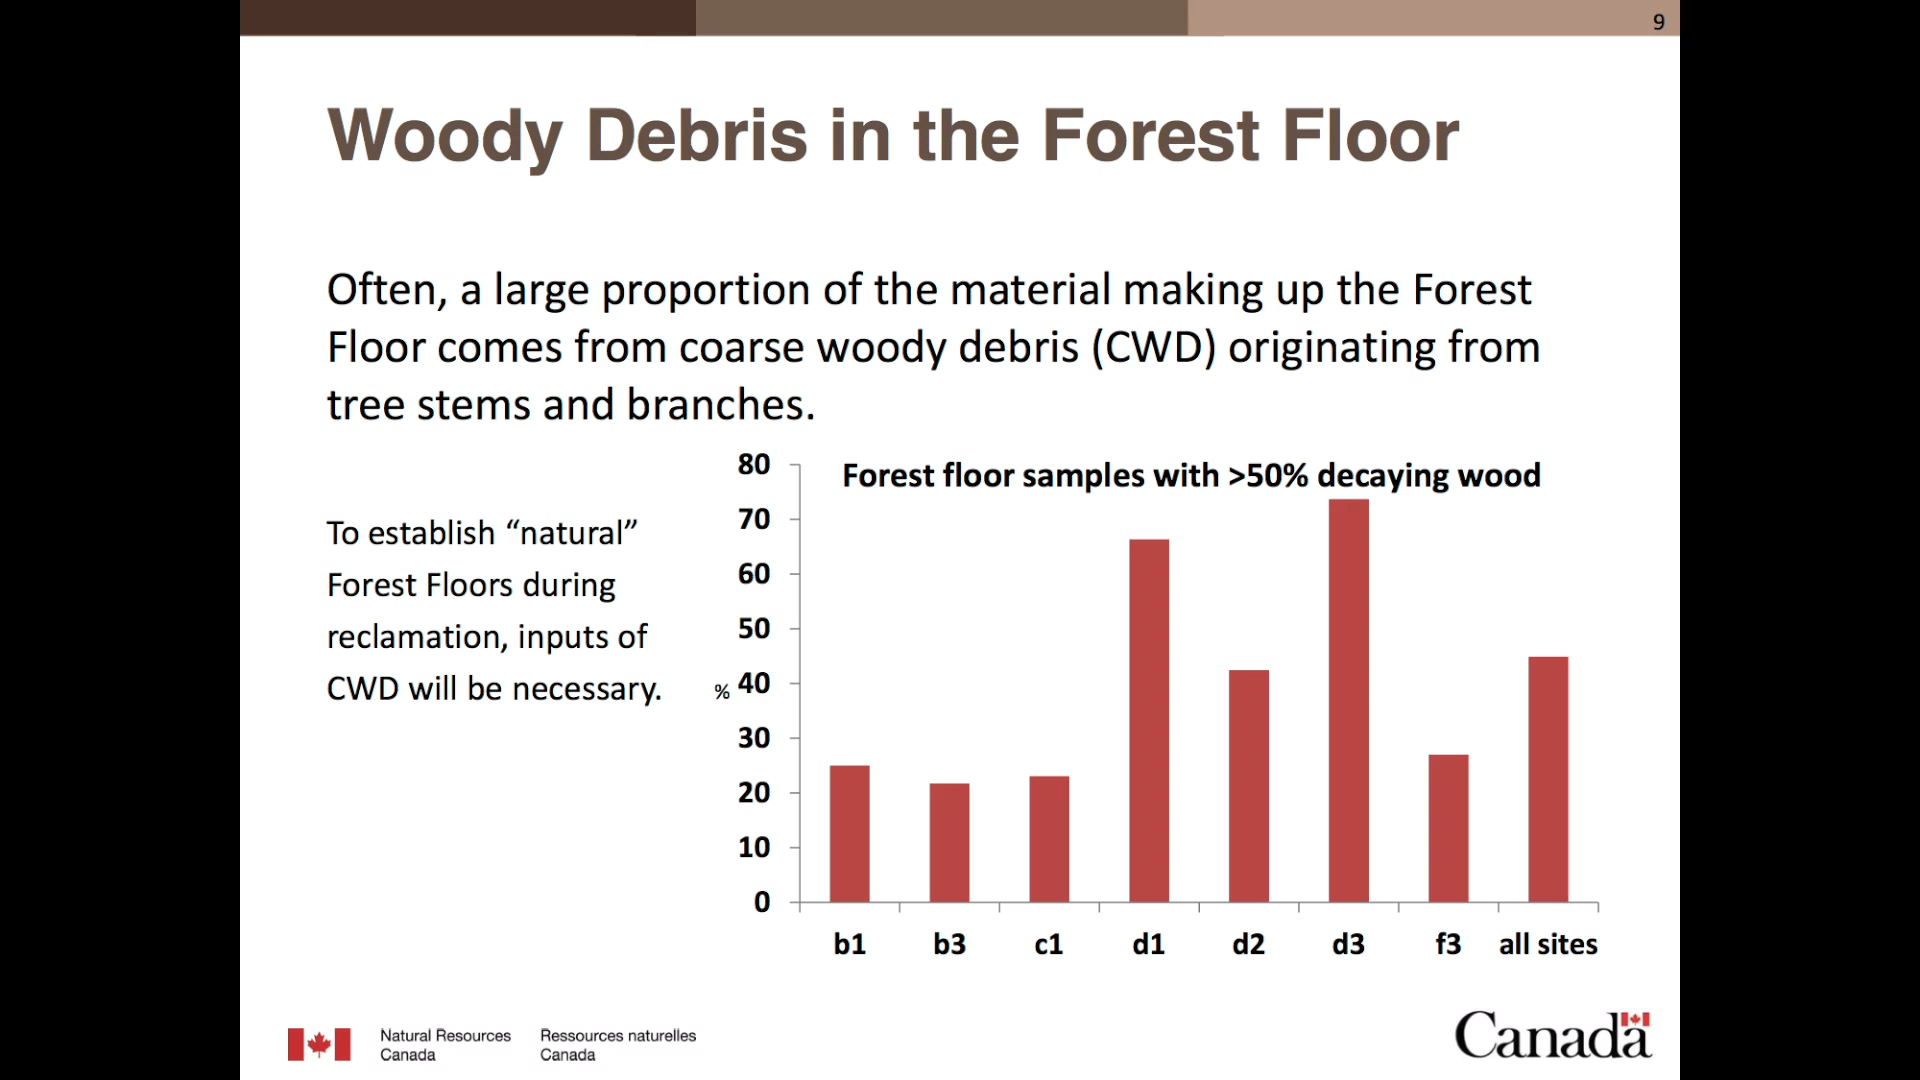 9
Woody Debris in the Forest Floor
Often, a large proportion of the material making up the Forest
Floor comes from coarse woody debris (CWD) originating from
tree stems and branches.
To establish “natural”
Forest Floors during
reclamation, inputs of
CWD will be necessary.
Forest floor samples with >50% decaying wood
80
70
60
50
% 40
30
20
10
0
b1 b3 c1 d1 d2 d3 f3 all sites
Natural Resources
Canada
Ressources naturelles
Canada
Canada